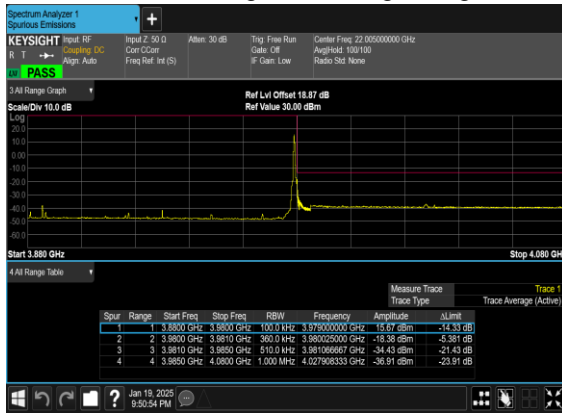 Spectrum Analyzer 1
Spurious Emissions
+
KEYSIGHT Input: RF Input Z: 50 Ω Atten: 30 dB Trig: Free Run Center Freq: 22.005000000 GHz
R T Coupling: DC Corr CCorr Gate: Off Avg|Hold: 100/100
Align: Auto Freq Ref: Int (S) IF Gain: Low Radio Std: None
PASS
3 All Range Graph
Ref Lvl Offset 18.87 dB
Scale/Div 10.0 dB Ref Value 30.00 dBm
Log
20.0
10.0
0.00
-10.0
-20.0
-30.0
-40.0
-50.0
-60.0
Start 3.880 GHz Stop 4.080 GH
4 All Range Table
Measure Trace Trace 1
Trace Type Trace Average (Active)
Spur Range Start Freq Stop Freq RBW Frequency Amplitude ΔLimit
1 1 3.8800 GHz 3.9800 GHz 100.0 kHz 3.979000000 GHz 15.67 dBm -14.33 dB
2 2 3.9800 GHz 3.9810 GHz 360.0 kHz 3.980025000 GHz -18.38 dBm -5.381 dB
3 3 3.9810 GHz 3.9850 GHz 510.0 kHz 3.981066667 GHz -34.43 dBm -21.43 dB
4 4 3.9850 GHz 4.0800 GHz 1.000 MHz 4.027908333 GHz -36.91 dBm -23.91 dB
? Jan 19, 2025
9:50:54 PM